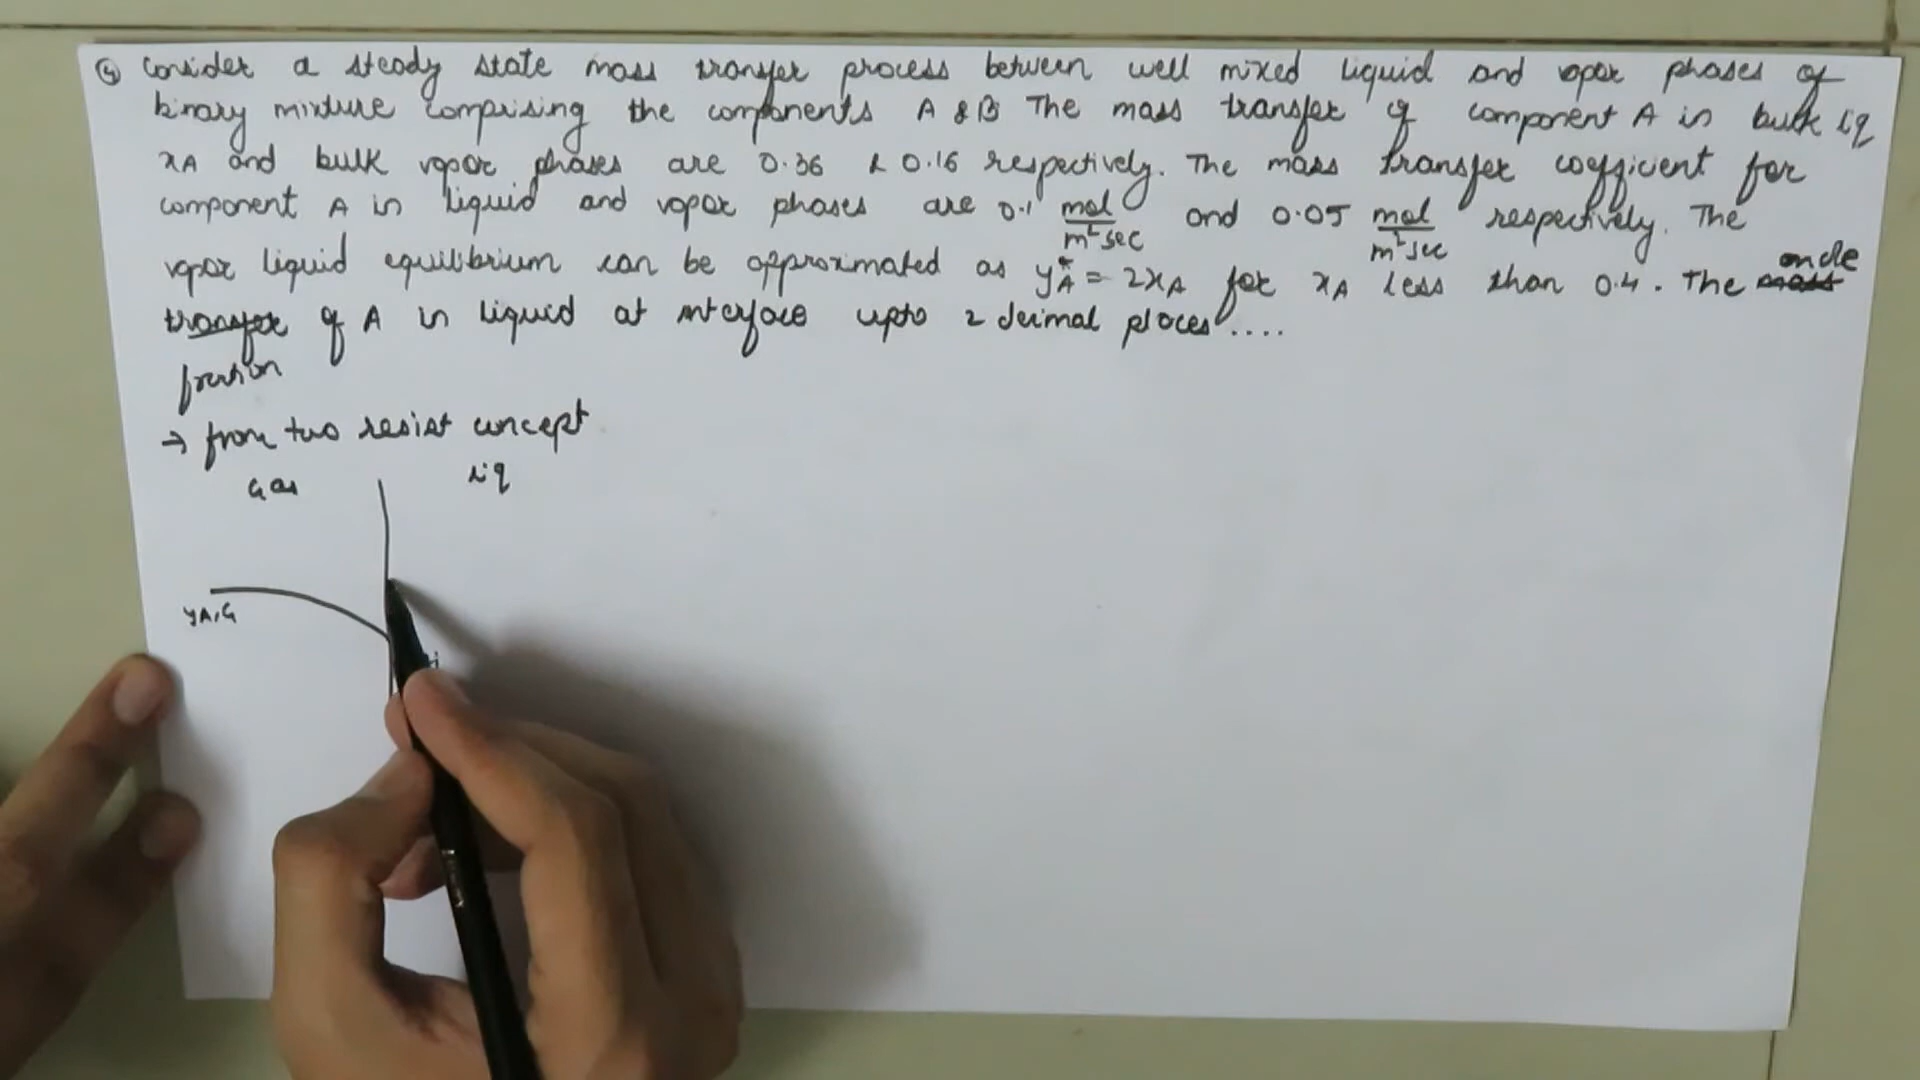 ④ Consider a steady state mass transfer process between well mixed liquid and vapor phases of
binary mixture comprising the components A & B The mass transfer of component A in bulk liq
xA and bulk vapor phases are 0.36 & 0.16 respectively. The mass transfer coefficient for
component A in liquid and vapor phases are 0.1 mol/m² sec and 0.05 mol/m² sec respectively. The
vapor liquid equilibrium can be approximated as y*A = 2xA for xA less than 0.4. The mole
of A in liquid at interface upto 2 decimal places ....
fraction
→ from two resist concept
Gas Liq
yA,G